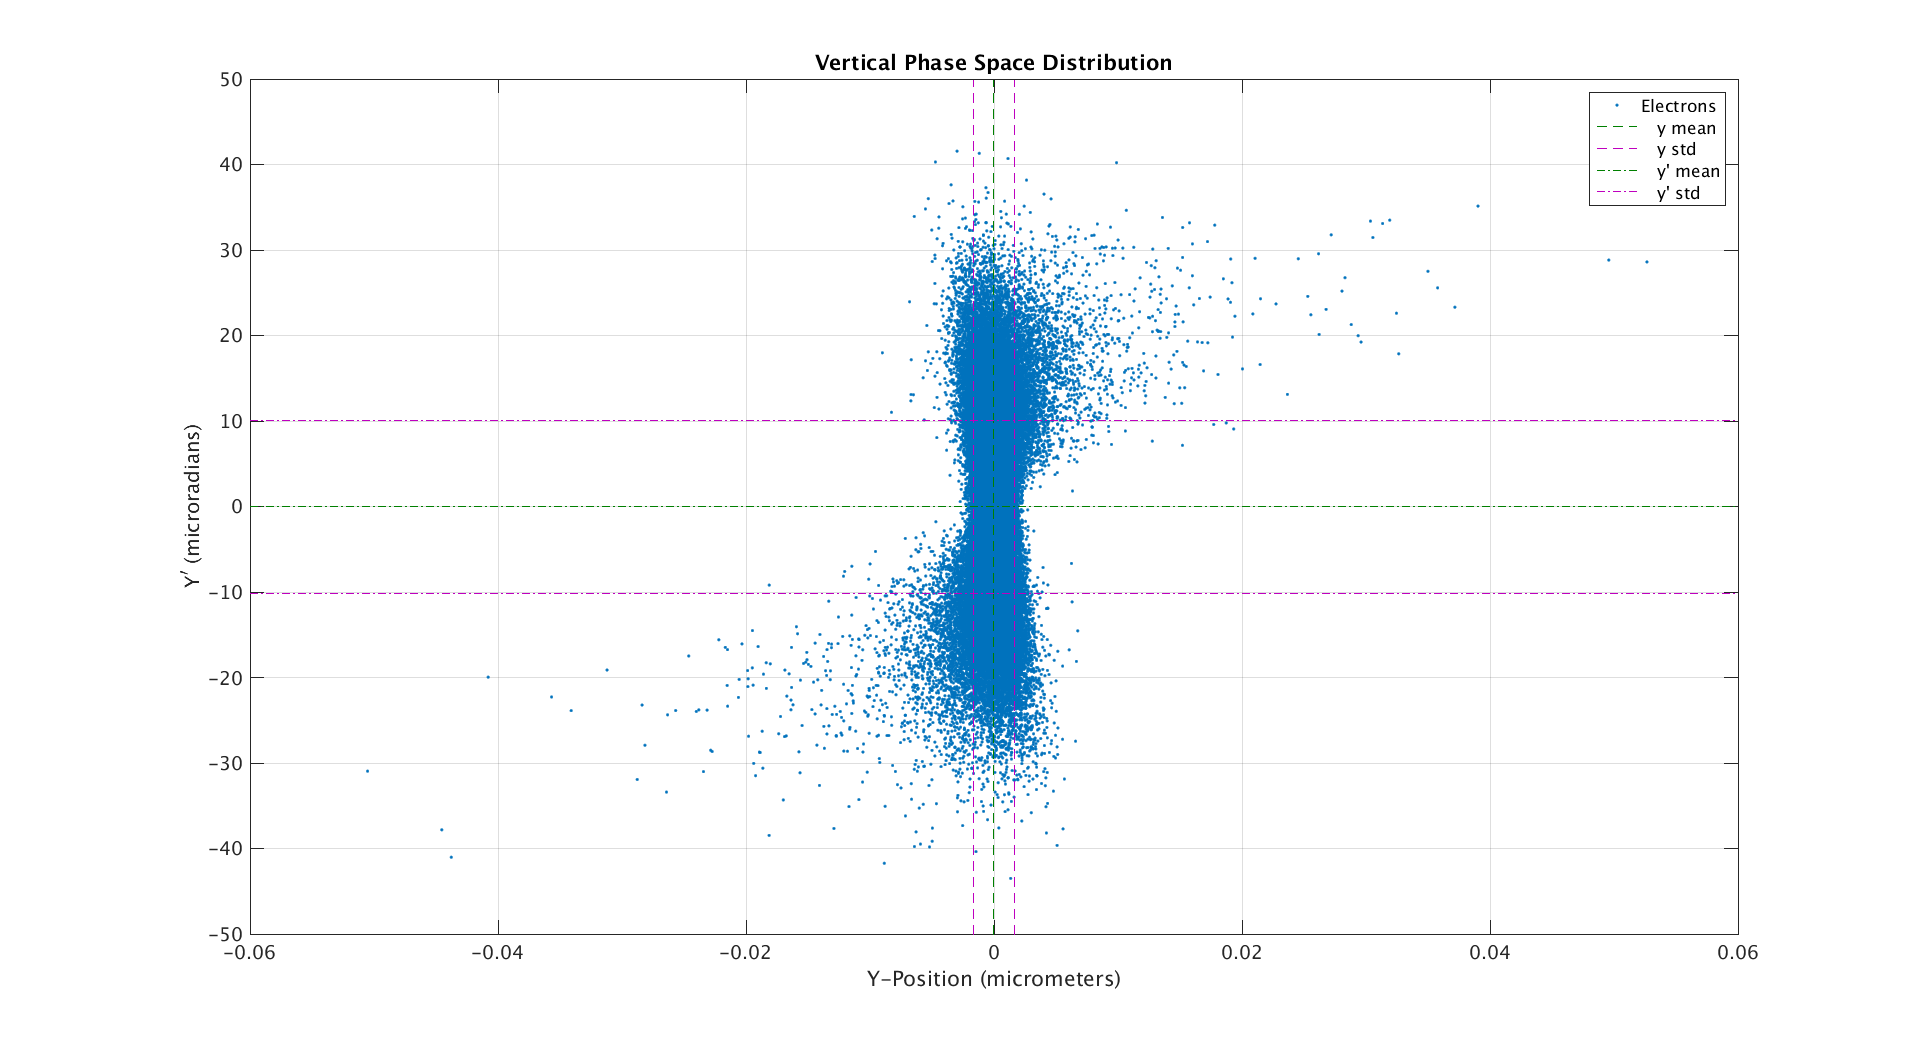 Vertical Phase Space Distribution
Electrons
y mean
y std
y' mean
y' std
50
40
30
20
10
0
−10
−20
−30
−40
−50
Y′ (microradians)
−0.06
−0.04
−0.02
0
0.02
0.04
0.06
Y−Position (micrometers)